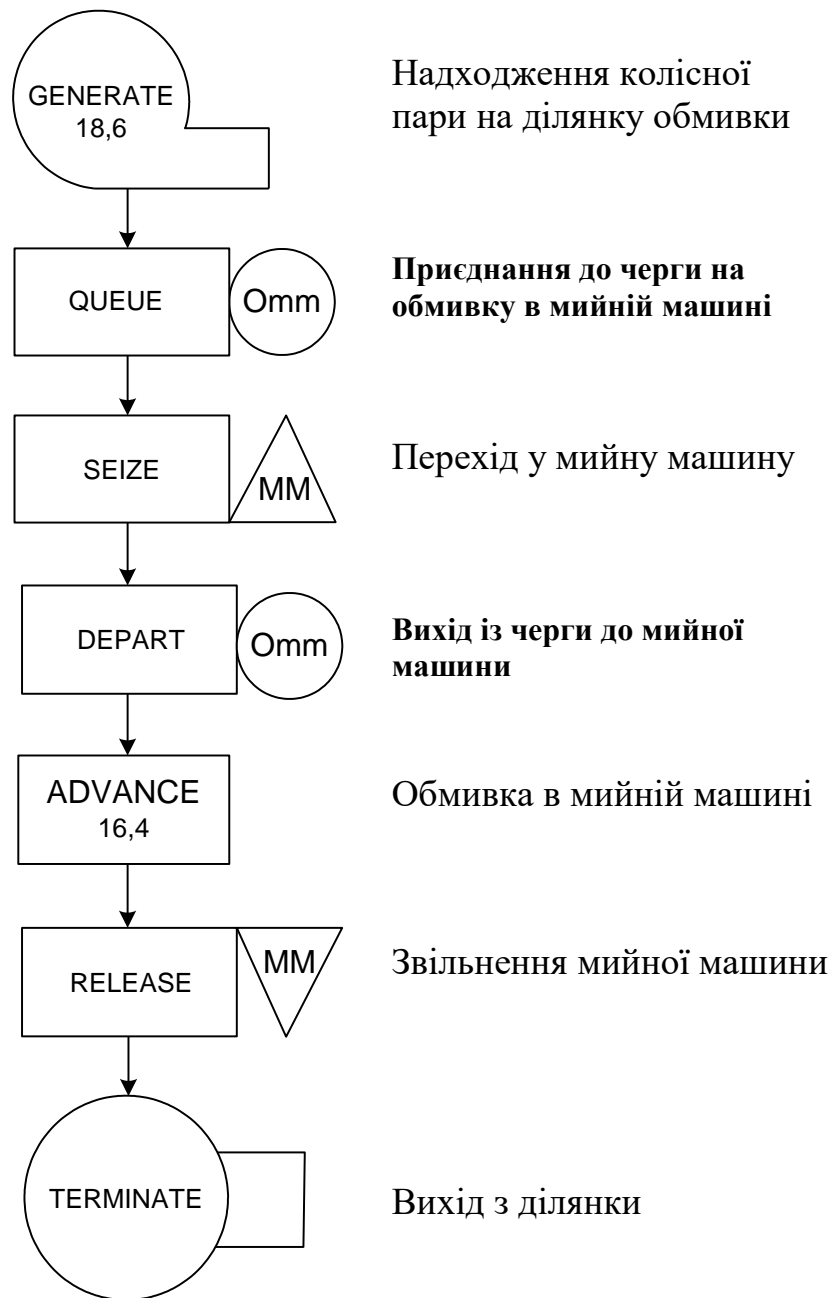 GENERATE
18,6
Надходження колісної
пари на ділянку обмивки
QUEUE
Omm
Приєднання до черги на
обмивку в мийній машині
SEIZE
MM
Перехід у мийну машину
DEPART
Omm
Вихід із черги до мийної
машини
ADVANCE
16,4
Обмивка в мийній машині
RELEASE
MM
Звільнення мийної машини
TERMINATE
Вихід з ділянки